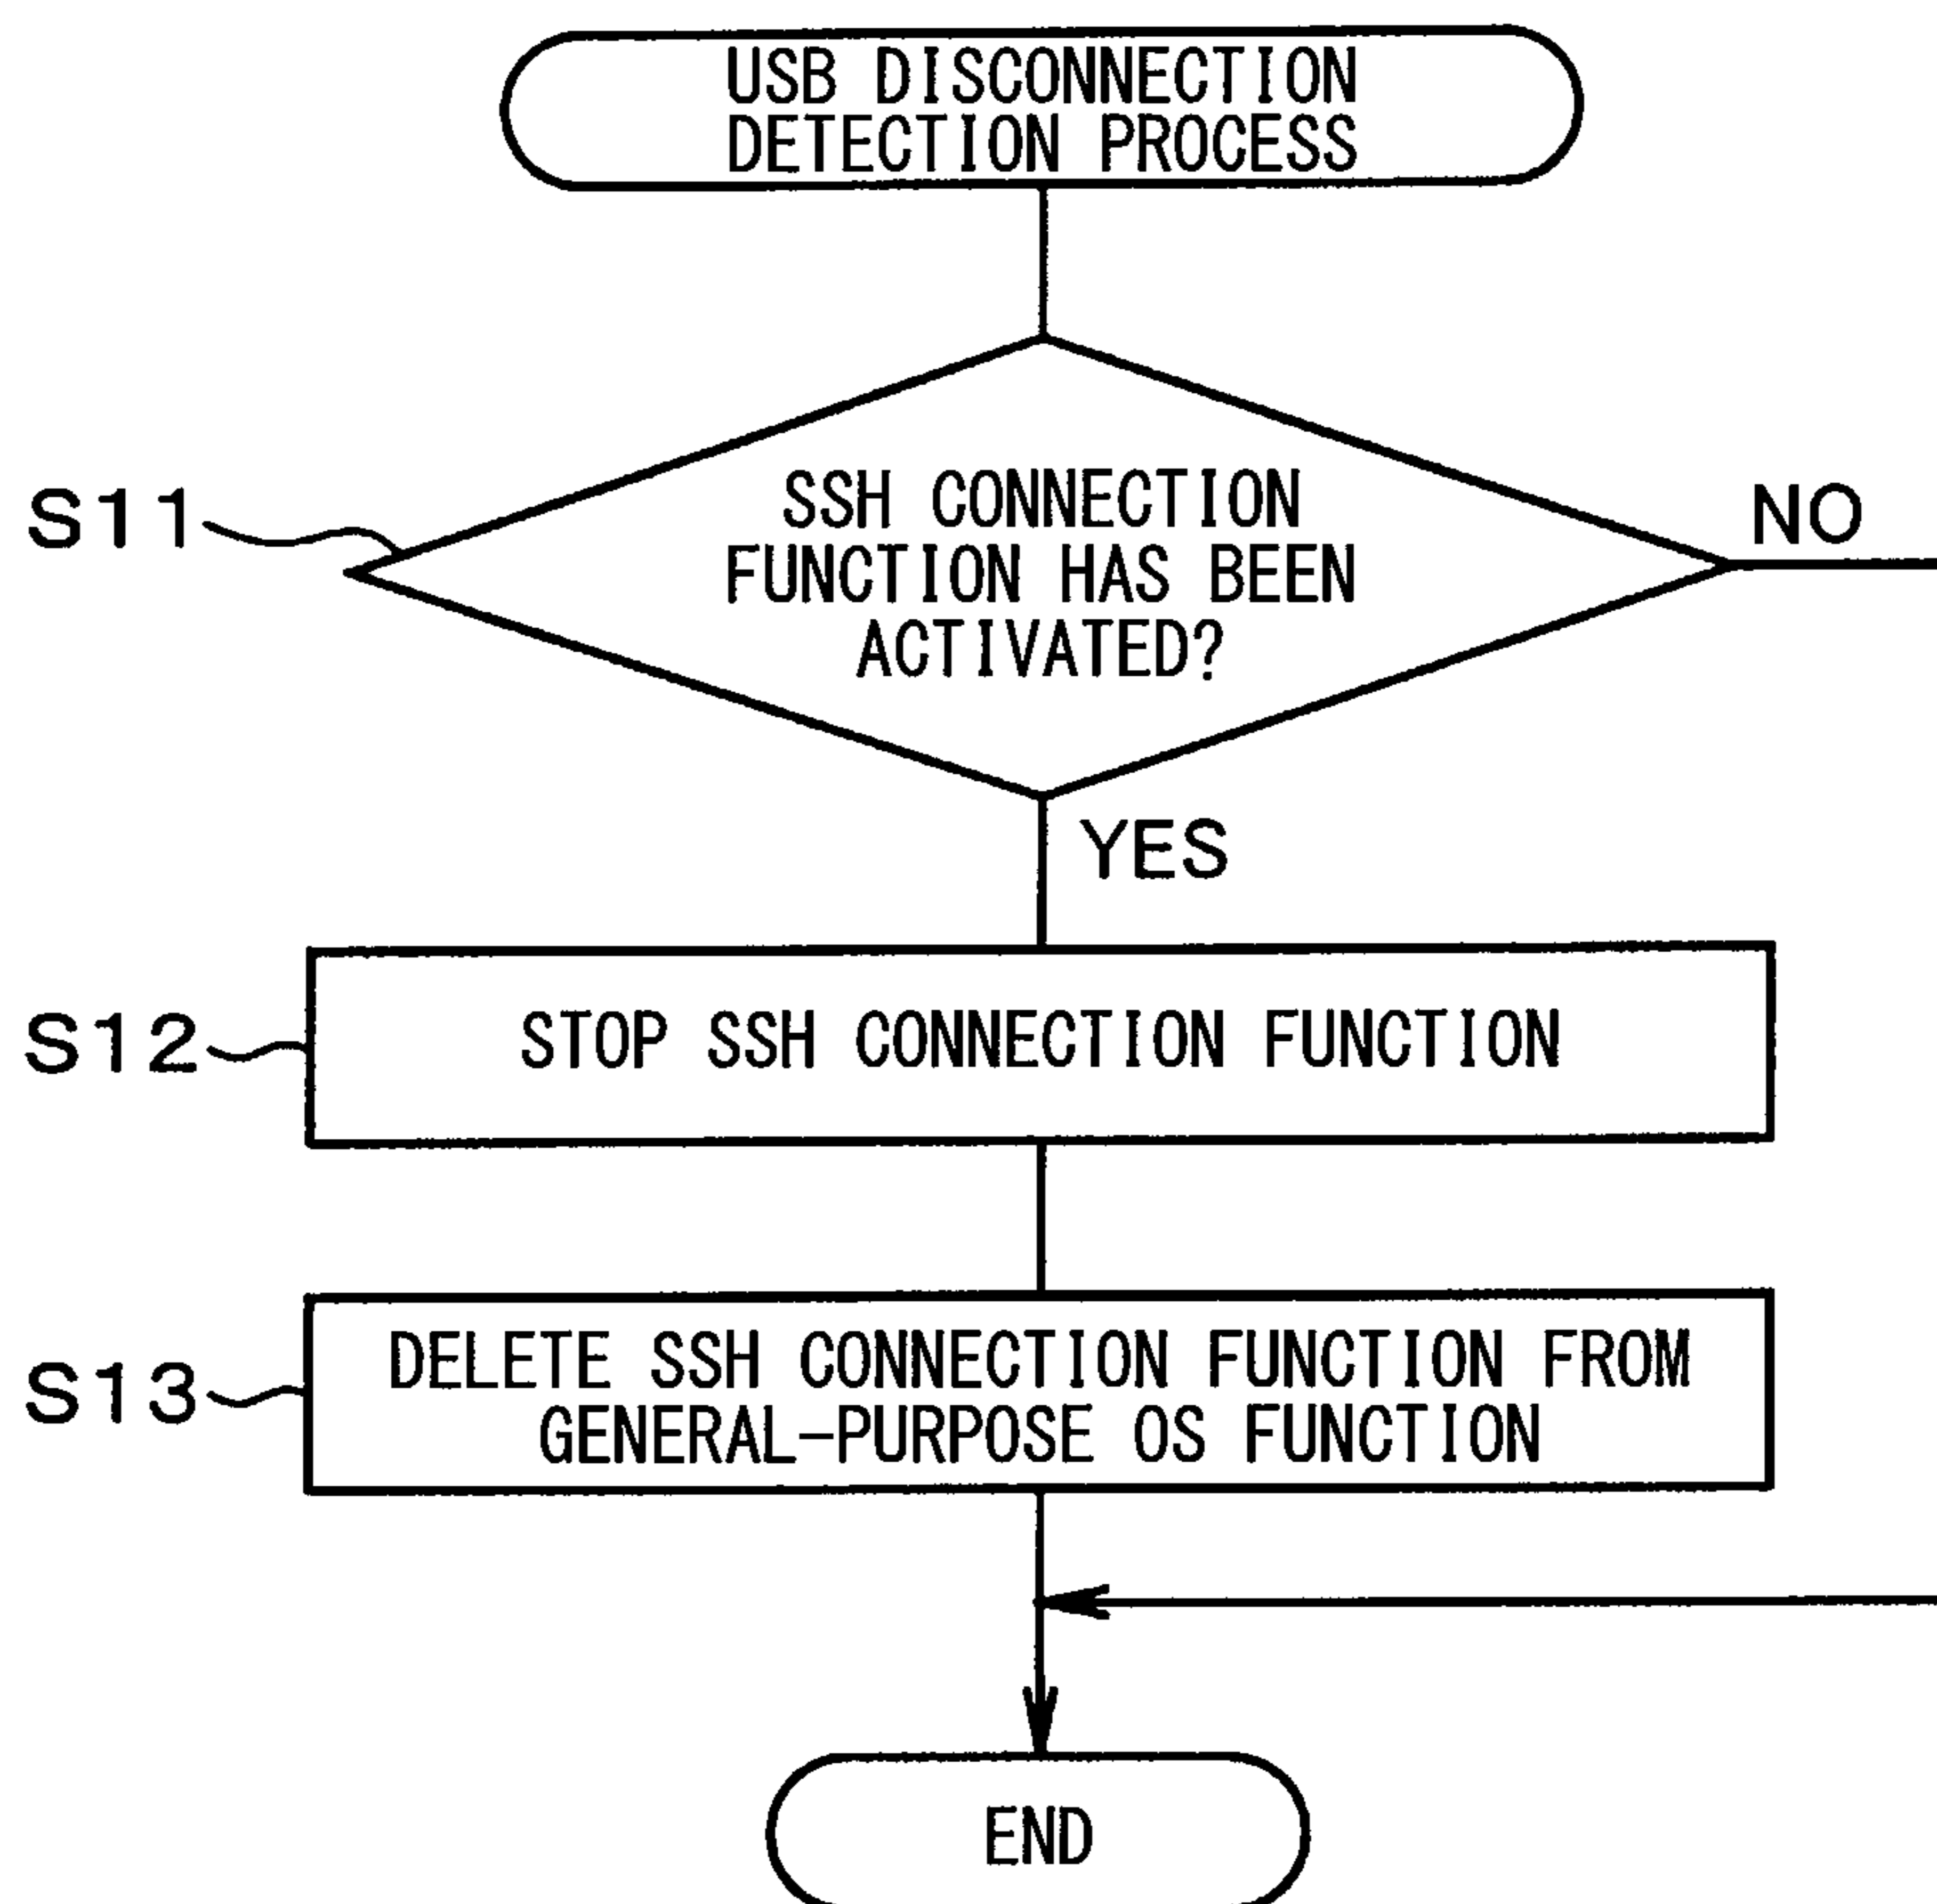 USB DISCONNECTION
DETECTION PROCESS
S11
SSH CONNECTION
FUNCTION HAS BEEN
ACTIVATED?
NO
YES
S12
STOP SSH CONNECTION FUNCTION
S13
DELETE SSH CONNECTION FUNCTION FROM
GENERAL-PURPOSE OS FUNCTION
END